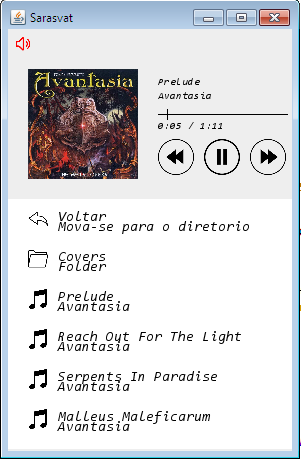 Sarasvat
Avantasia
Prelude
Avantasia
0:05 / 1:11
Voltar
Mova-se para o diretorio
Covers
Folder
Prelude
Avantasia
Reach Out For The Light
Avantasia
Serpents In Paradise
Avantasia
Malleus Maleficarum
Avantasia